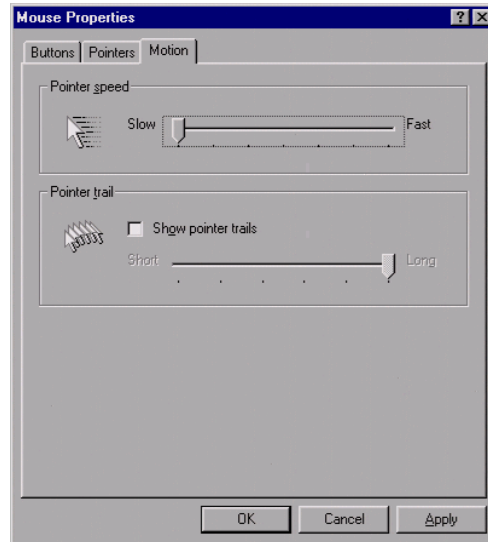 Mouse Properties
Buttons Pointers Motion
Pointer speed
Slow Fast
Pointer trail
Show pointer trails
Short Long
OK Cancel Apply